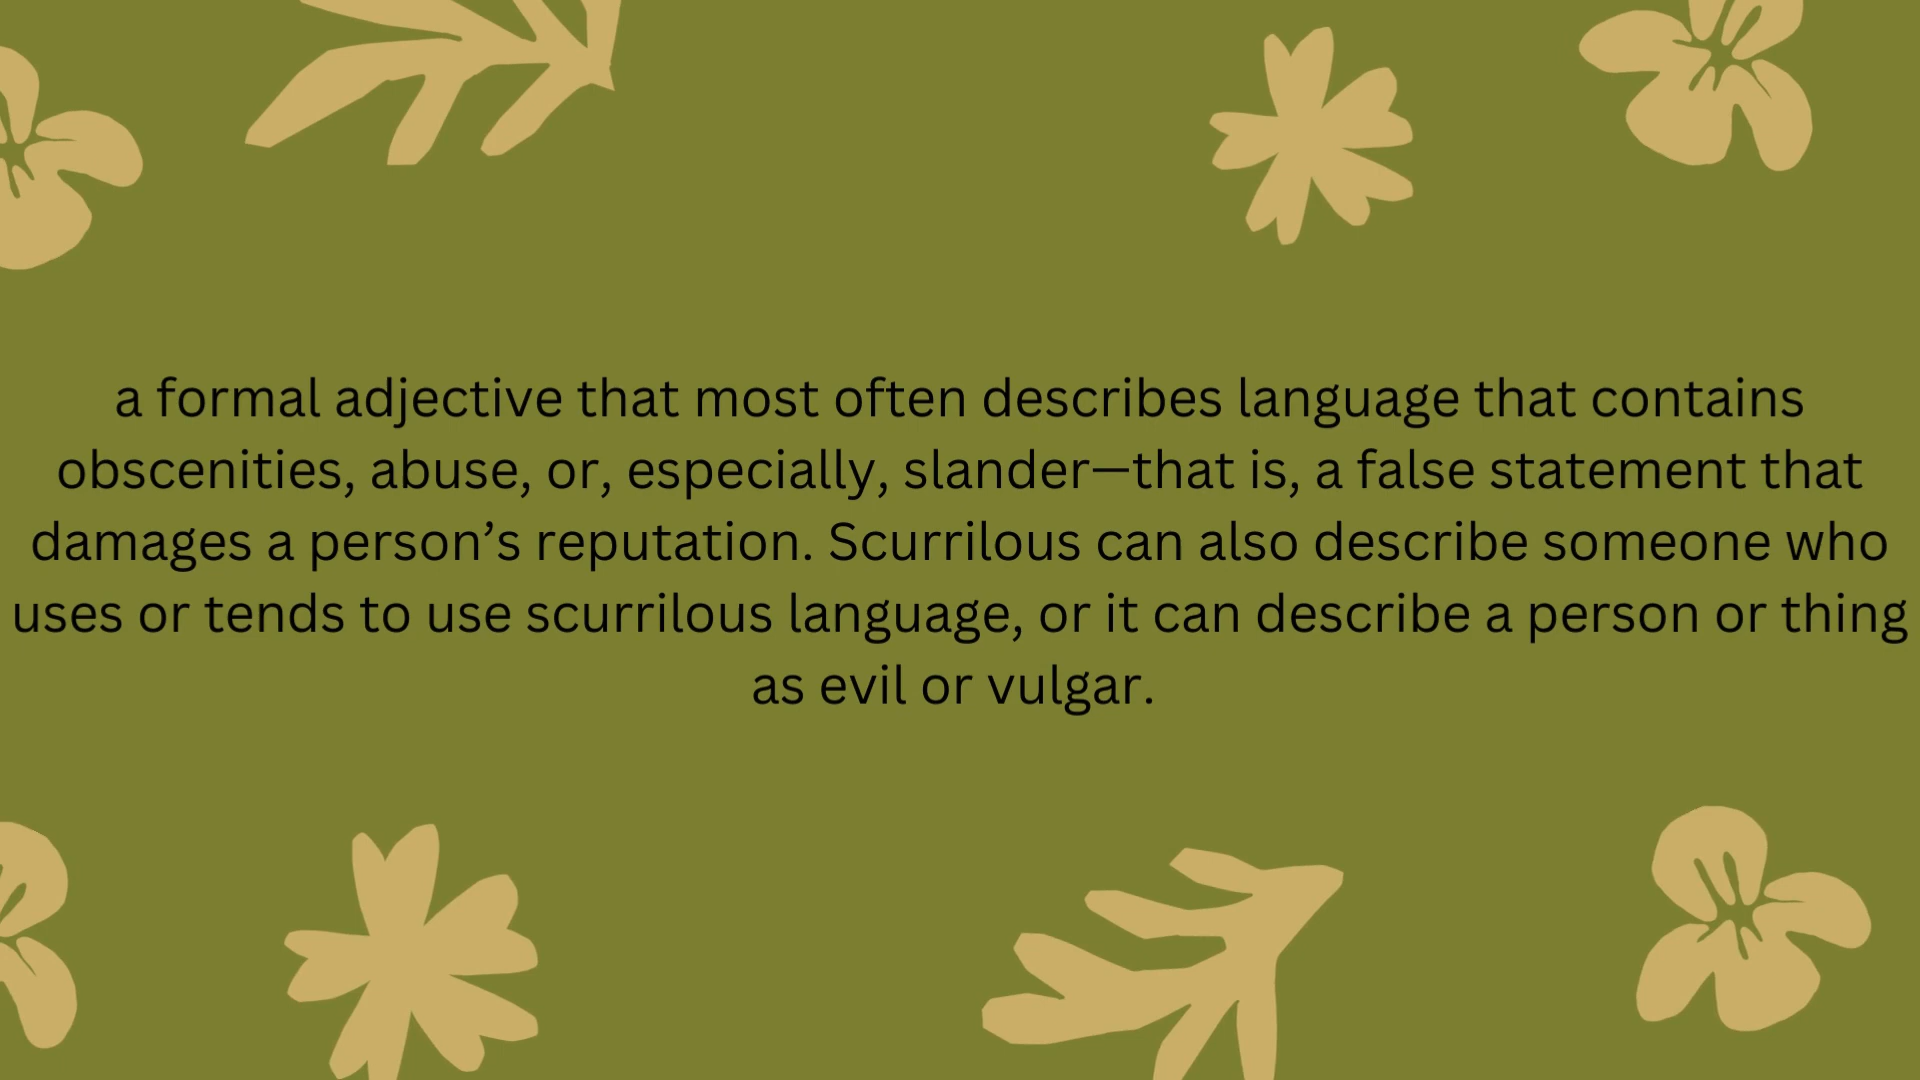 a formal adjective that most often describes language that contains
obscenities, abuse, or, especially, slander—that is, a false statement that
damages a person’s reputation. Scurrilous can also describe someone who
uses or tends to use scurrilous language, or it can describe a person or thing
as evil or vulgar.